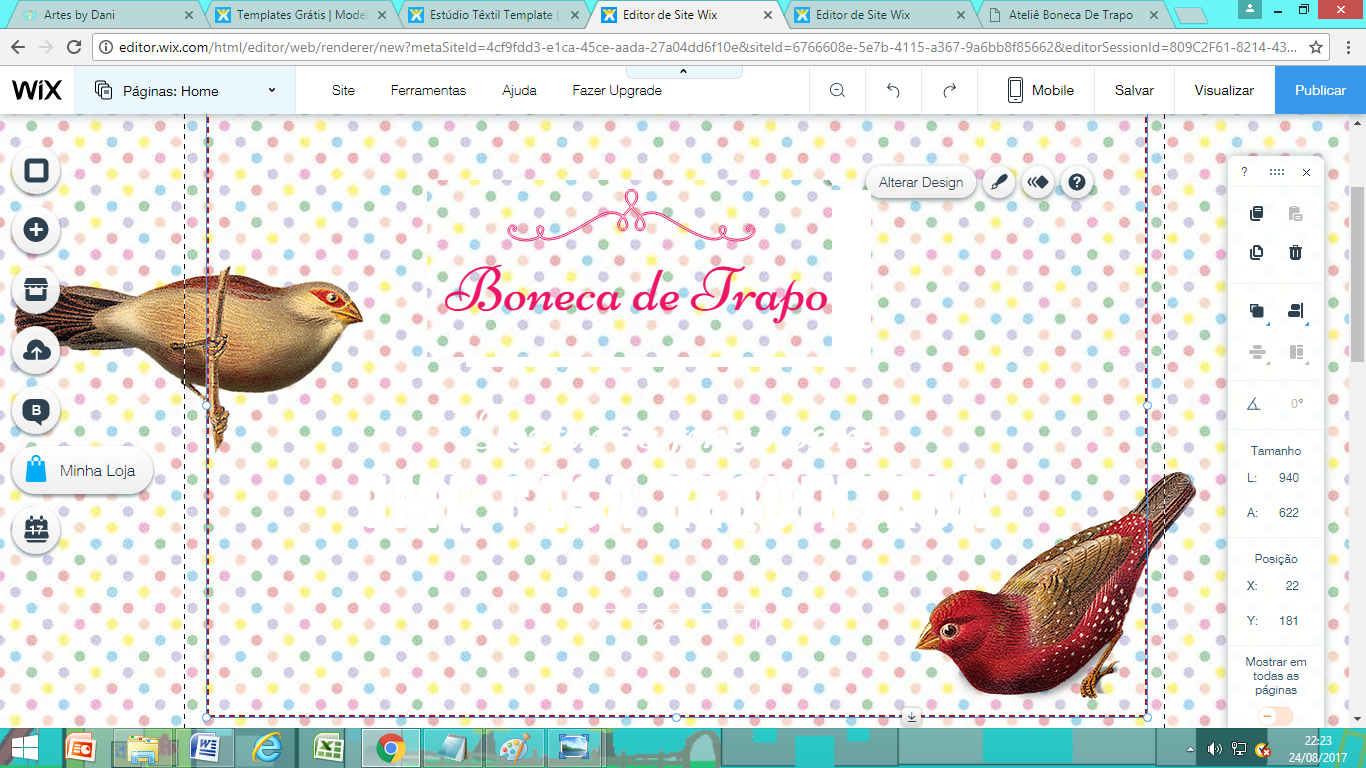 Artes by Dani
Templates Grátis | Model
Estúdio Têxtil Template |
Editor de Site Wix
Editor de Site Wix
Ateliê Boneca De Trapo
editor.wix.com/html/editor/web/renderer/new?metaSiteId=4cf9fdd3-e1ca-45ce-aada-27a04dd6f10e&siteId=6766608e-5e7b-4115-a367-9a6bb8f85662&editorSessionId=809C2F61-8214-43...
WiX
Páginas: Home
Site
Ferramentas
Ajuda
Fazer Upgrade
Mobile
Salvar
Visualizar
Publicar
Alterar Design
?
?
Boneca de Trapo
0°
B
Minha Loja
17
Tamanho
L: 940
A: 622
Posição
X: 22
Y: 181
Mostrar em
todas as
páginas
22:23
24/08/2017